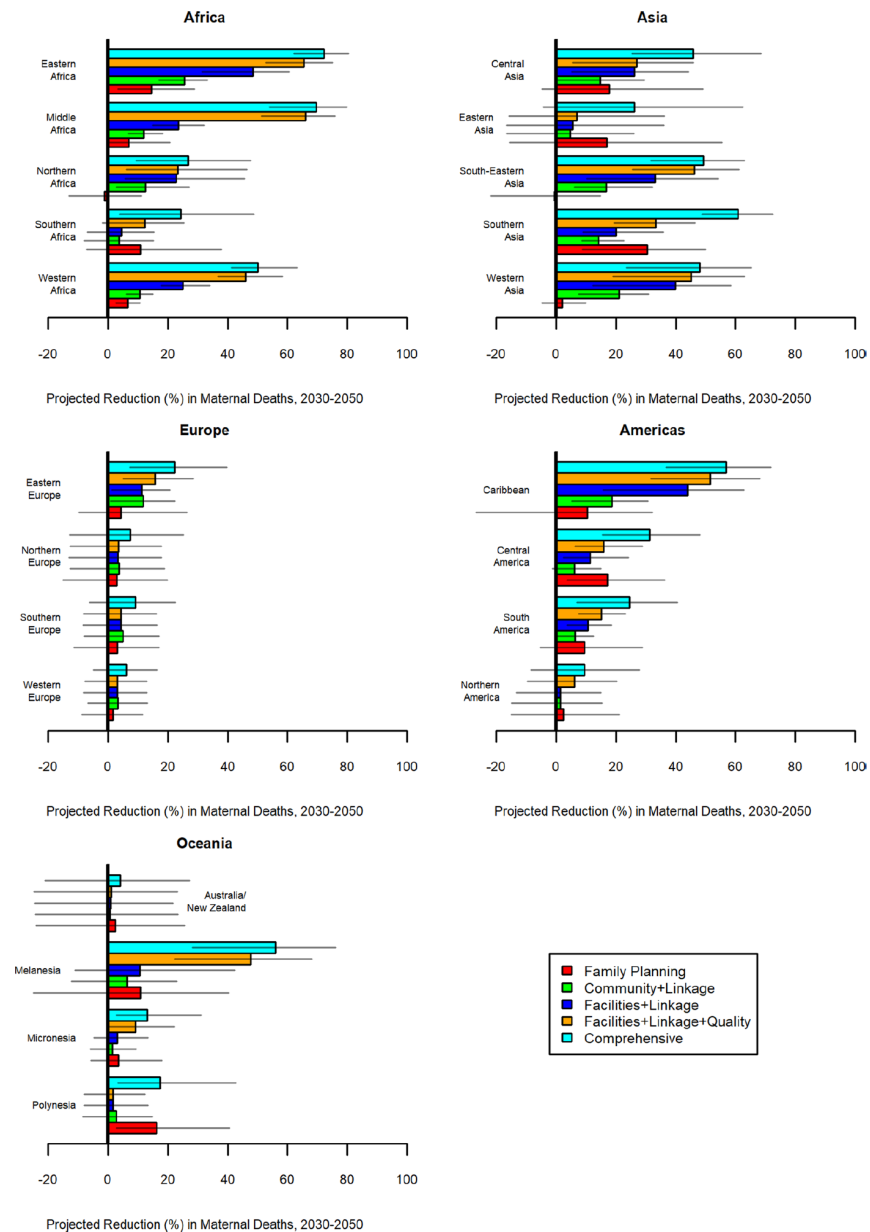 Africa
Eastern
Africa
Middle
Africa
Northern
Africa
Southern
Africa
Western
Africa
-20 0 20 40 60 80 100
Projected Reduction (%) in Maternal Deaths, 2030-2050
Asia
Central
Asia
Eastern
Asia
South-Eastern
Asia
Southern
Asia
Western
Asia
-20 0 20 40 60 80 100
Projected Reduction (%) in Maternal Deaths, 2030-2050
Europe
Eastern
Europe
Northern
Europe
Southern
Europe
Western
Europe
-20 0 20 40 60 80 100
Projected Reduction (%) in Maternal Deaths, 2030-2050
Americas
Caribbean
Central
America
South
America
Northern
America
-20 0 20 40 60 80 100
Projected Reduction (%) in Maternal Deaths, 2030-2050
Oceania
Australia/
New Zealand
Melanesia
Micronesia
Polynesia
-20 0 20 40 60 80 100
Projected Reduction (%) in Maternal Deaths, 2030-2050
Family Planning
Community+Linkage
Facilities+Linkage
Facilities+Linkage+Quality
Comprehensive